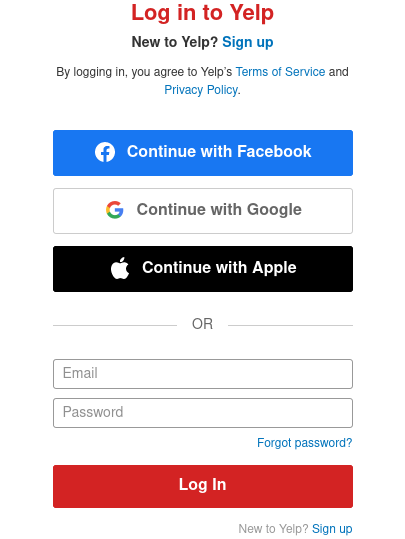 Log in to Yelp
New to Yelp? Sign up
By logging in, you agree to Yelp’s Terms of Service and
Privacy Policy.
Continue with Facebook
Continue with Google
Continue with Apple
OR
Email
Password
Forgot password?
Log In
New to Yelp? Sign up